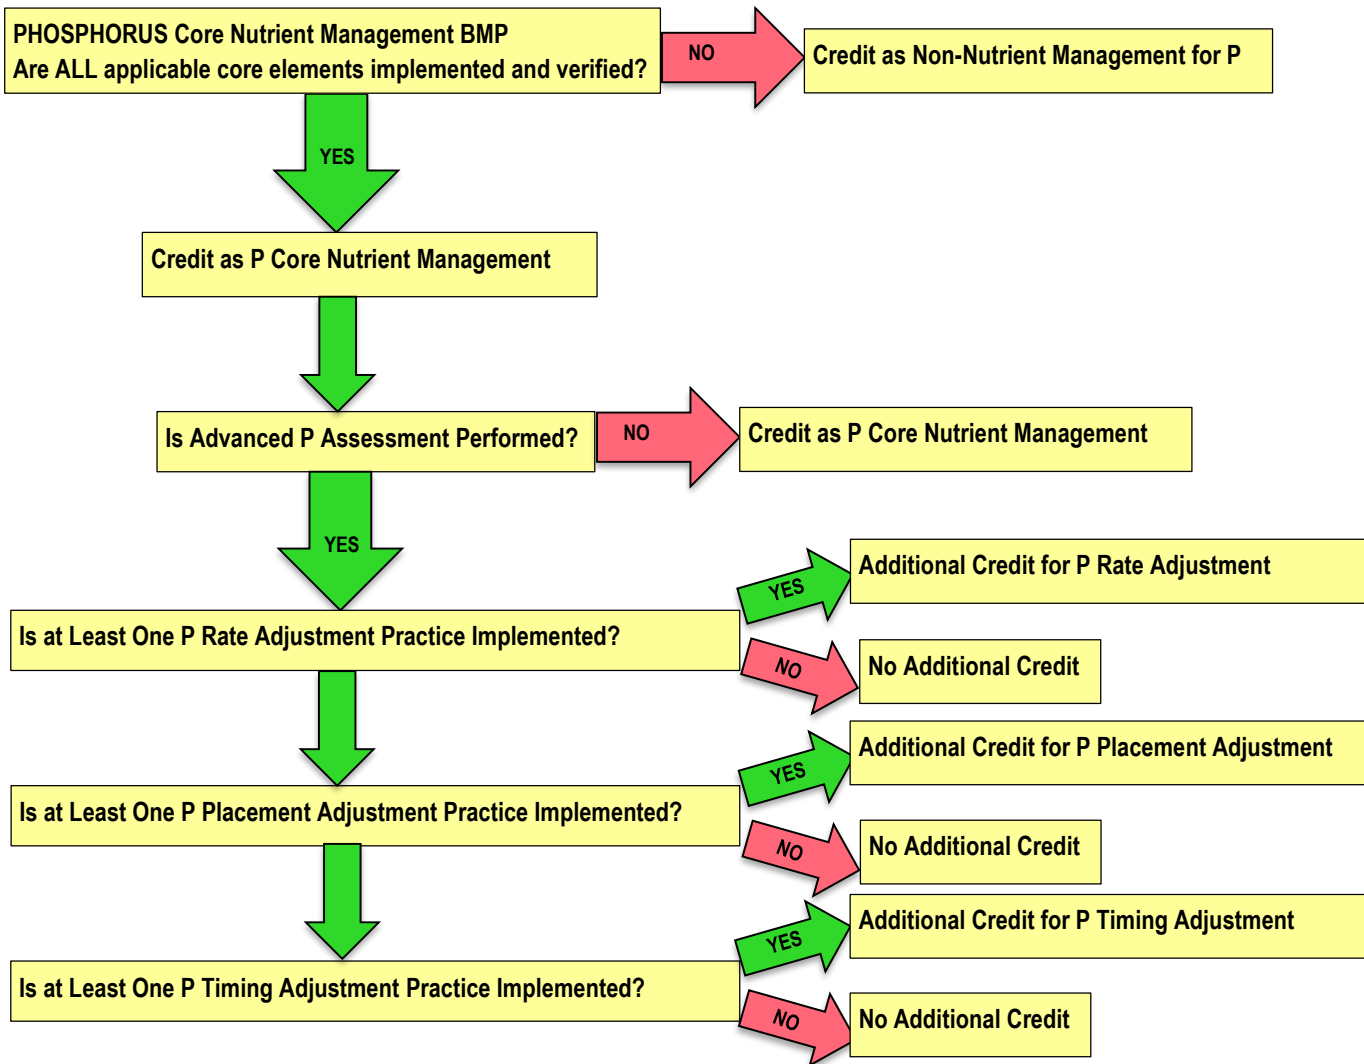 PHOSPHORUS Core Nutrient Management BMP
Are ALL applicable core elements implemented and verified?
NO
Credit as Non-Nutrient Management for P
YES
Credit as P Core Nutrient Management
Is Advanced P Assessment Performed?
NO
Credit as P Core Nutrient Management
YES
Is at Least One P Rate Adjustment Practice Implemented?
YES
Additional Credit for P Rate Adjustment
NO
No Additional Credit
Is at Least One P Placement Adjustment Practice Implemented?
YES
Additional Credit for P Placement Adjustment
NO
No Additional Credit
Is at Least One P Timing Adjustment Practice Implemented?
YES
Additional Credit for P Timing Adjustment
NO
No Additional Credit